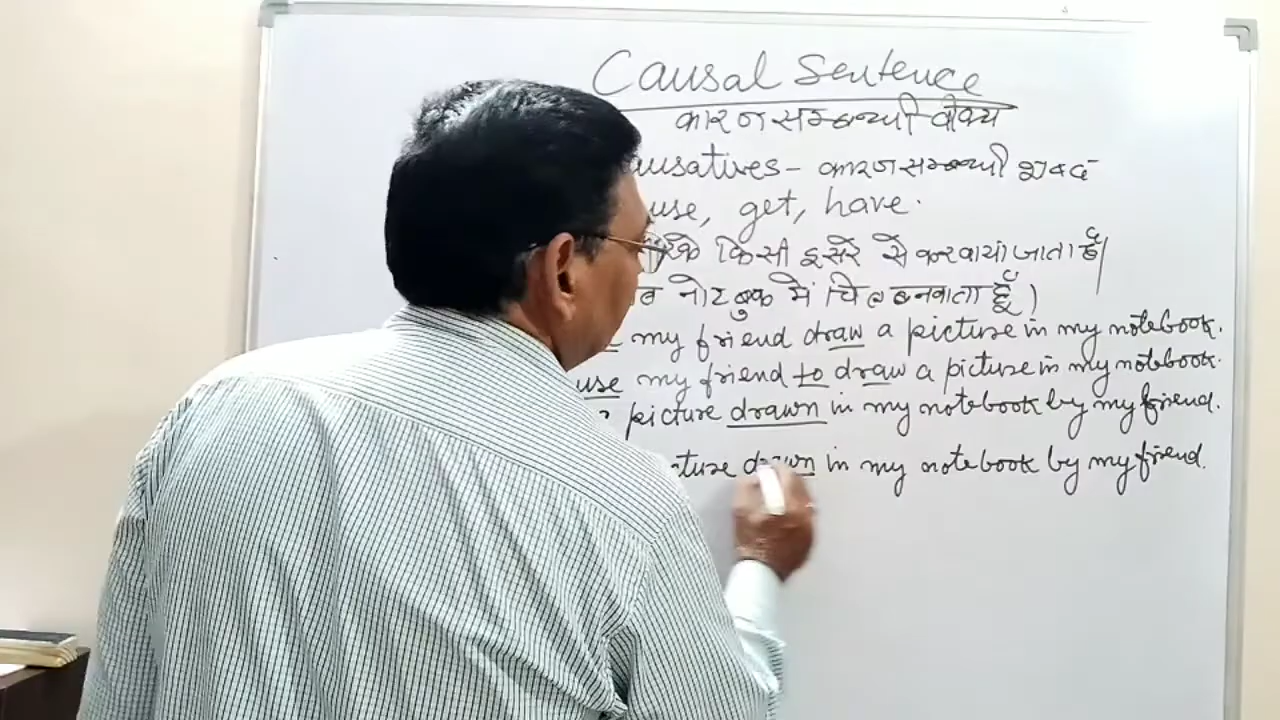 Causal Sentence
कारण सम्बन्धी वाक्य
ausatives - कारण सम्बन्धी शब्द
use, get, have.
के किसी दूसरे से करवाया जाता है।
नोट बुक में चित्र बनवाता हूँ।
my friend draw a picture in my notebook.
use my friend to draw a picture in my notebook.
picture drawn in my notebook by my friend.
cture drawn in my notebook by my friend.